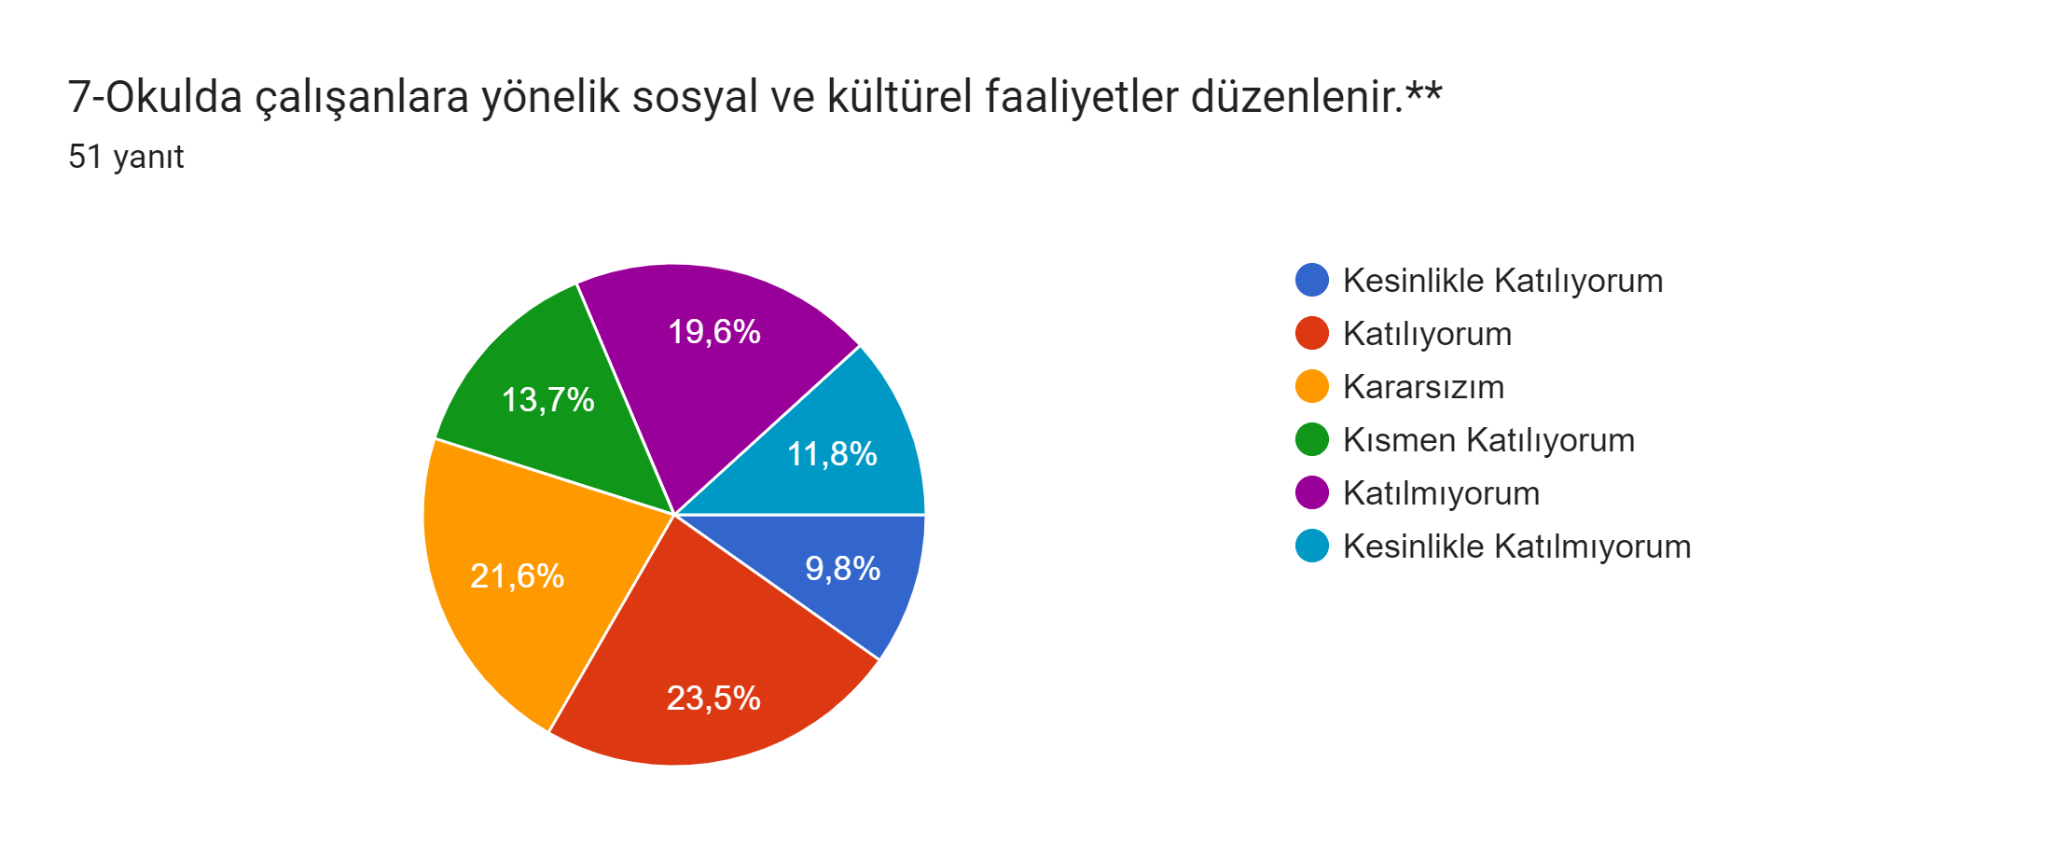 7-Okulda çalışanlara yönelik sosyal ve kültürel faaliyetler düzenlenir.**
51 yanıt
19,6%
13,7%
11,8%
9,8%
21,6%
23,5%
Kesinlikle Katılıyorum
Katılıyorum
Kararsızım
Kısmen Katılıyorum
Katılmıyorum
Kesinlikle Katılmıyorum